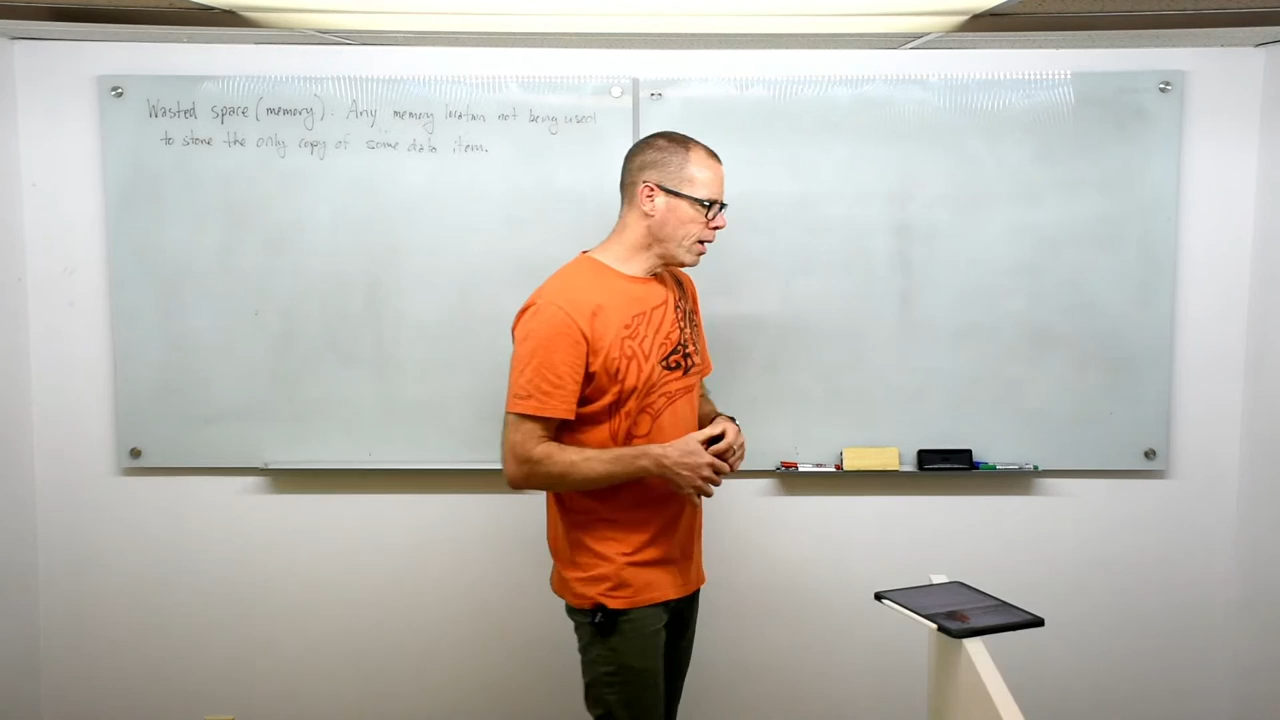 Wasted space (memory): Any memory location not being used
to store the only copy of some data item.